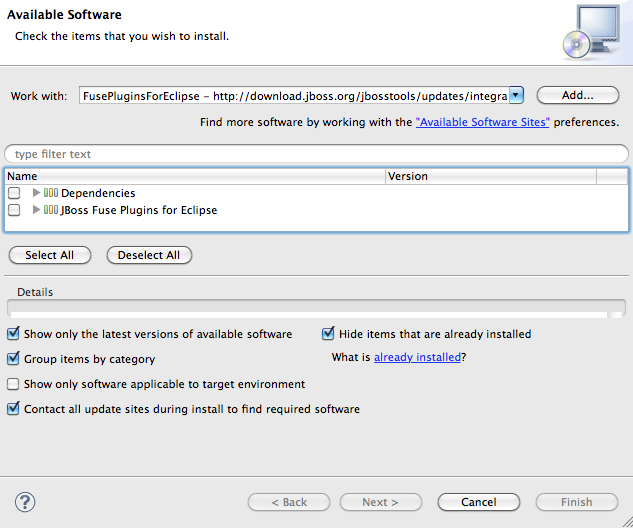 Available Software
Check the items that you wish to install.
Work with: FusePluginsForEclipse – http://download.jboss.org/jbosstools/updates/integra Add...
Find more software by working with the "Available Software Sites" preferences.
type filter text
Name Version
Dependencies
JBoss Fuse Plugins for Eclipse
Select All Deselect All
Details
Show only the latest versions of available software Hide items that are already installed
Group items by category What is already installed?
Show only software applicable to target environment
Contact all update sites during install to find required software
? < Back Next > Cancel Finish